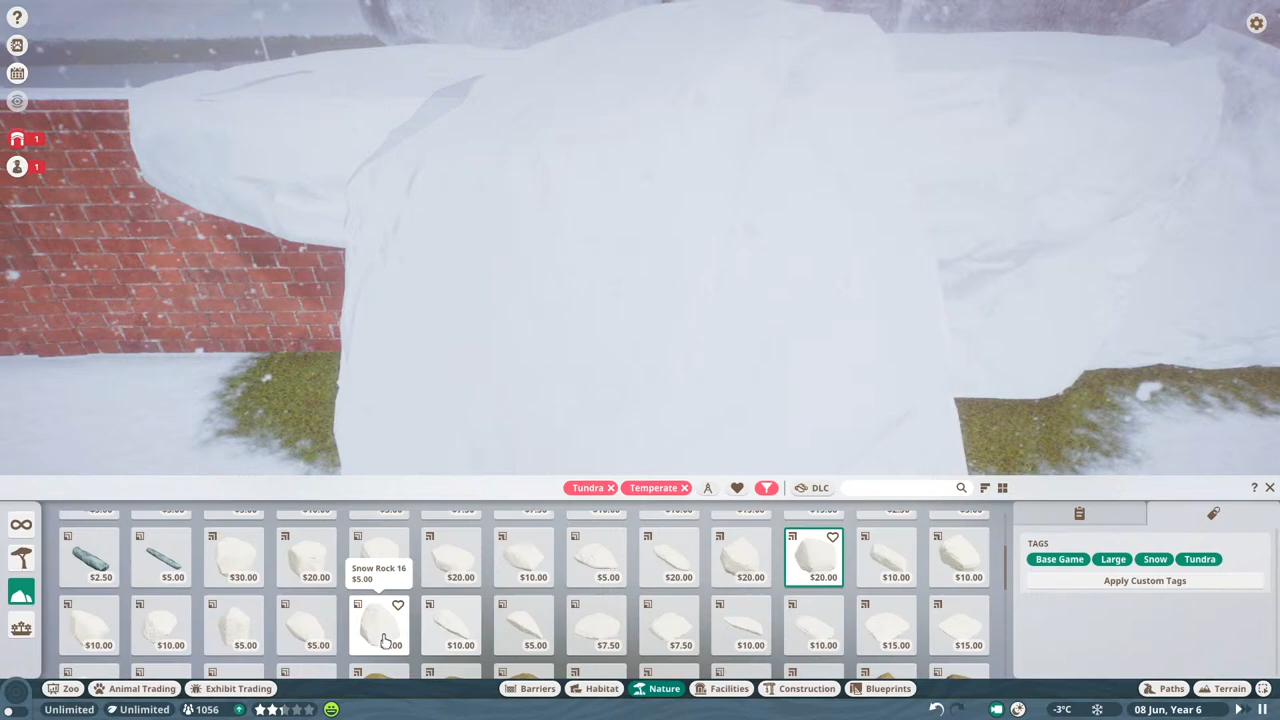 ?
1
1
Tundra ✕ Temperate ✕ DLC ? ✕
$2.50 $5.00 $30.00 $20.00 $20.00 $10.00 $5.00 $20.00 $20.00 $20.00 $10.00 $10.00
Snow Rock 16
$5.00
$10.00 $10.00 $5.00 $5.00 $10.00 $5.00 $7.50 $7.50 $10.00 $10.00 $15.00 $15.00
TAGS
Base Game Large Snow Tundra
Apply Custom Tags
Zoo Animal Trading Exhibit Trading Barriers Habitat Nature Facilities Construction Blueprints Paths Terrain
Unlimited Unlimited 1056 -3°C 08 Jun, Year 6